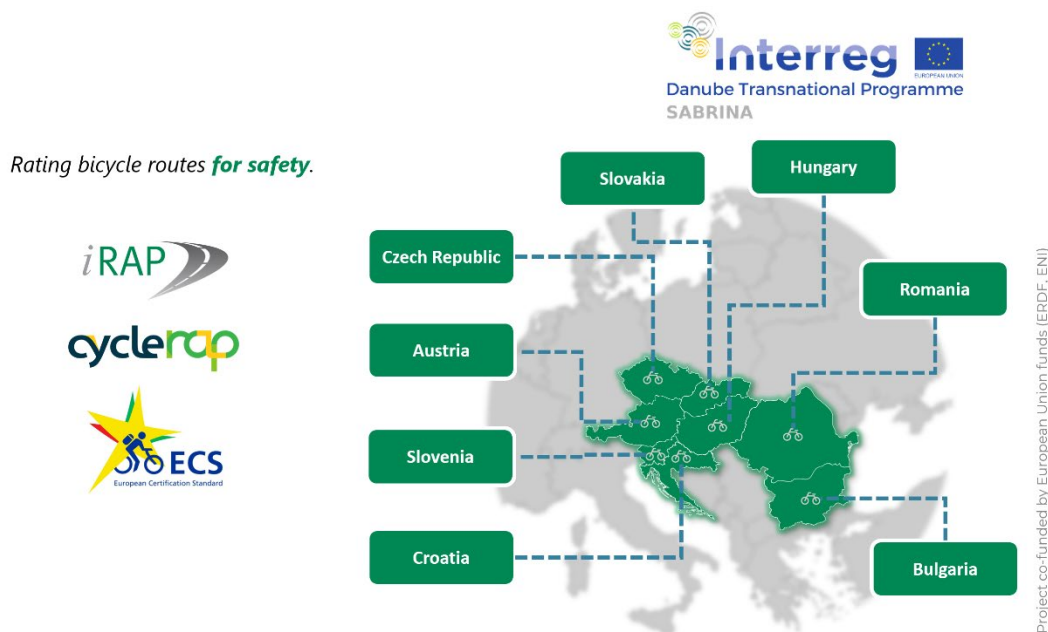 Interreg
EUROPEAN UNION
Danube Transnational Programme
SABRINA
Rating bicycle routes for safety.
iRAP
cyclerap
ECS
European Certification Standard
Slovakia
Hungary
Czech Republic
Romania
Austria
Slovenia
Croatia
Bulgaria
Project co-funded by European Union funds (ERDF, ENI)